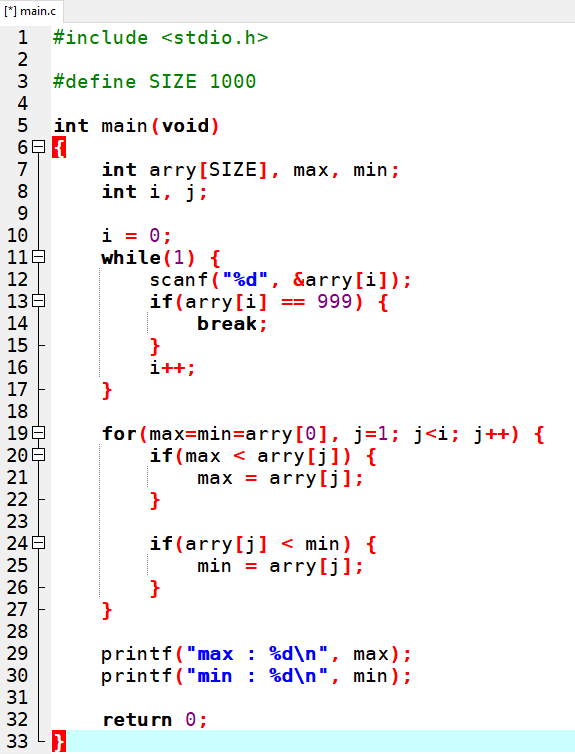 [*] main.c
1 #include <stdio.h>
2
3 #define SIZE 1000
4
5 int main(void)
6 {
7     int arry[SIZE], max, min;
8     int i, j;
9
10     i = 0;
11     while(1) {
12         scanf("%d", &arry[i]);
13         if(arry[i] == 999) {
14             break;
15         }
16         i++;
17     }
18
19     for(max=min=arry[0], j=1; j<i; j++) {
20         if(max < arry[j]) {
21             max = arry[j];
22         }
23
24         if(arry[j] < min) {
25             min = arry[j];
26         }
27     }
28
29     printf("max : %d\n", max);
30     printf("min : %d\n", min);
31
32     return 0;
33 }